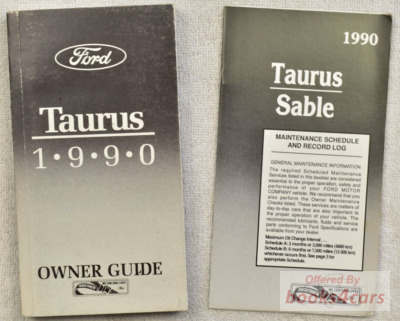 Ford
Taurus
1•9•9•0
OWNER GUIDE
1990
Taurus
Sable
MAINTENANCE SCHEDULE
AND RECORD LOG
GENERAL MAINTENANCE INFORMATION
The required Scheduled Maintenance
Services listed in this booklet are considered
essential to the proper operation, safety and
performance of your FORD MOTOR
COMPANY vehicle. We recommend that you
also perform the Owner Maintenance
Checks listed. These services are matters of
day-to-day care that are also important to
the proper operation of your vehicle. The
recommended lubricants, fluids, and service
parts conforming to Ford Specifications are
available from your dealer.
Maximum Oil Change Interval
Schedule A: 3 months or 3,000 miles (4800 km)
Schedule B: 6 months or 7,500 miles (12 000 km)
whichever occurs first. See page 3 for
appropriate Schedule.
Offered By
books4cars